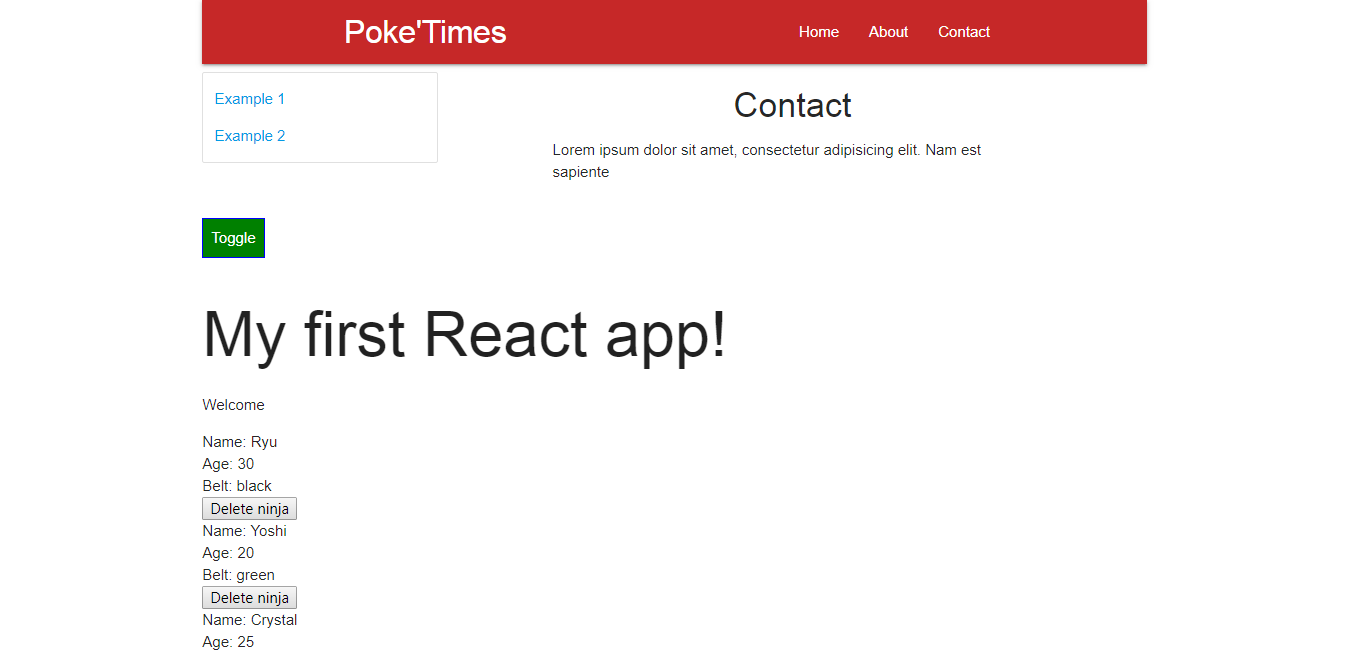 Poke'Times
Home
About
Contact
Example 1
Example 2
Contact
Lorem ipsum dolor sit amet, consectetur adipisicing elit. Nam est
sapiente
Toggle
My first React app!
Welcome
Name: Ryu
Age: 30
Belt: black
Delete ninja
Name: Yoshi
Age: 20
Belt: green
Delete ninja
Name: Crystal
Age: 25